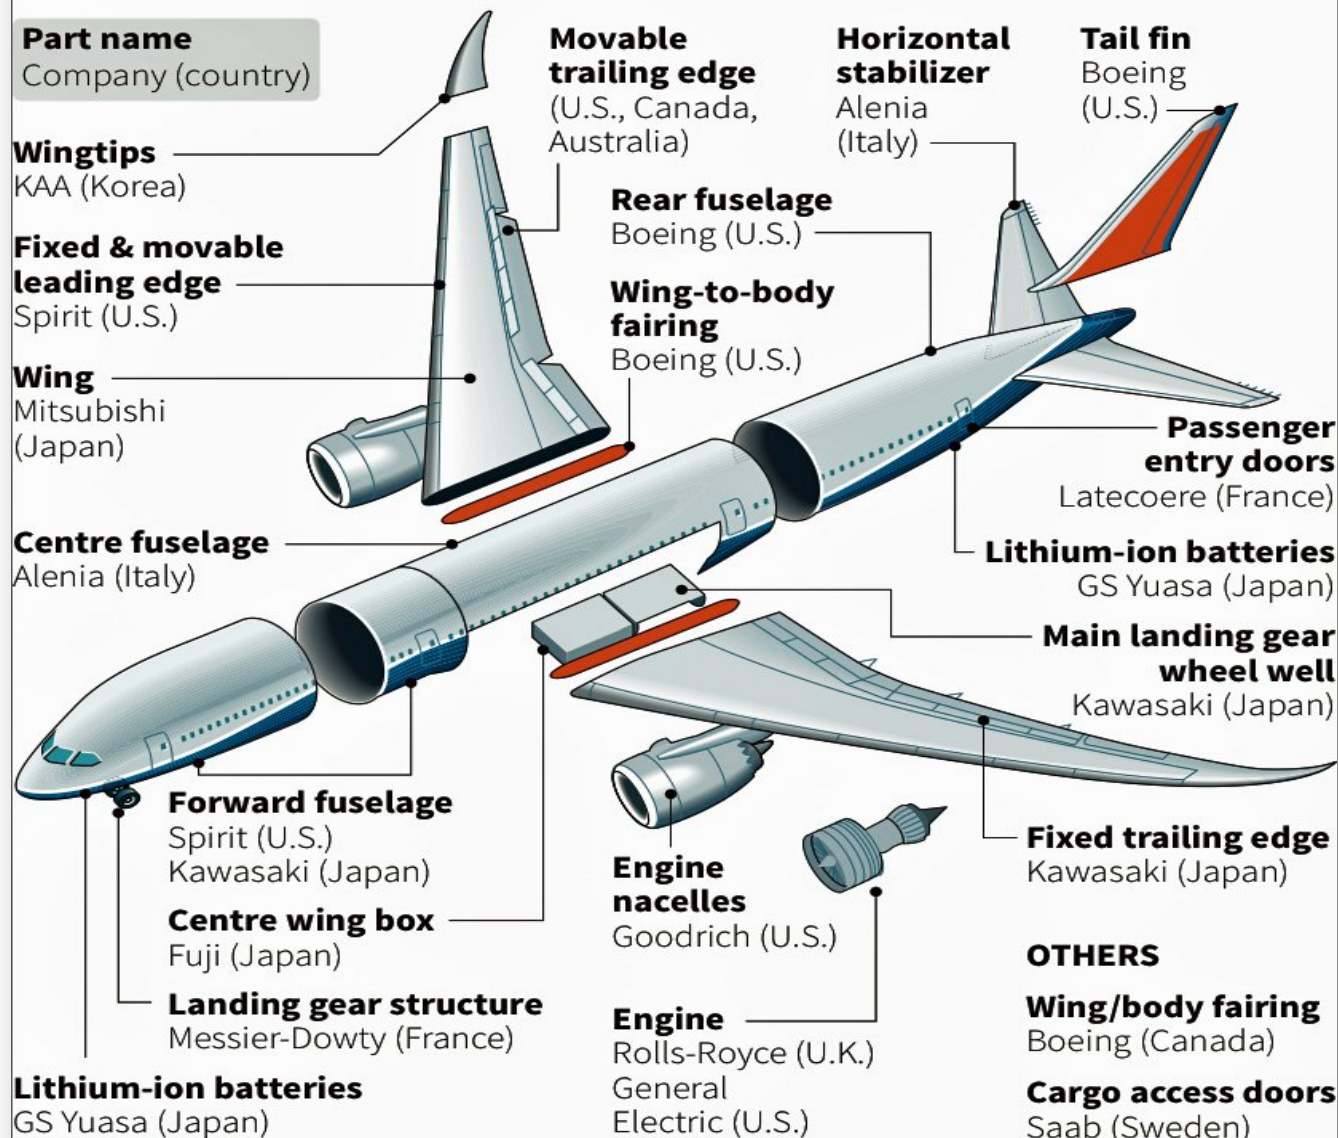 Part name
Company (country)
Wingtips
KAA (Korea)
Fixed & movable
leading edge
Spirit (U.S.)
Wing
Mitsubishi
(Japan)
Centre fuselage
Alenia (Italy)
Movable
trailing edge
(U.S., Canada,
Australia)
Horizontal
stabilizer
Alenia
(Italy)
Tail fin
Boeing
(U.S.)
Rear fuselage
Boeing (U.S.)
Wing-to-body
fairing
Boeing (U.S.)
Passenger
entry doors
Latecoere (France)
Lithium-ion batteries
GS Yuasa (Japan)
Main landing gear
wheel well
Kawasaki (Japan)
Forward fuselage
Spirit (U.S.)
Kawasaki (Japan)
Centre wing box
Fuji (Japan)
Landing gear structure
Messier-Dowty (France)
Lithium-ion batteries
GS Yuasa (Japan)
Engine
nacelles
Goodrich (U.S.)
Engine
Rolls-Royce (U.K.)
General
Electric (U.S.)
Fixed trailing edge
Kawasaki (Japan)
OTHERS
Wing/body fairing
Boeing (Canada)
Cargo access doors
Saab (Sweden)